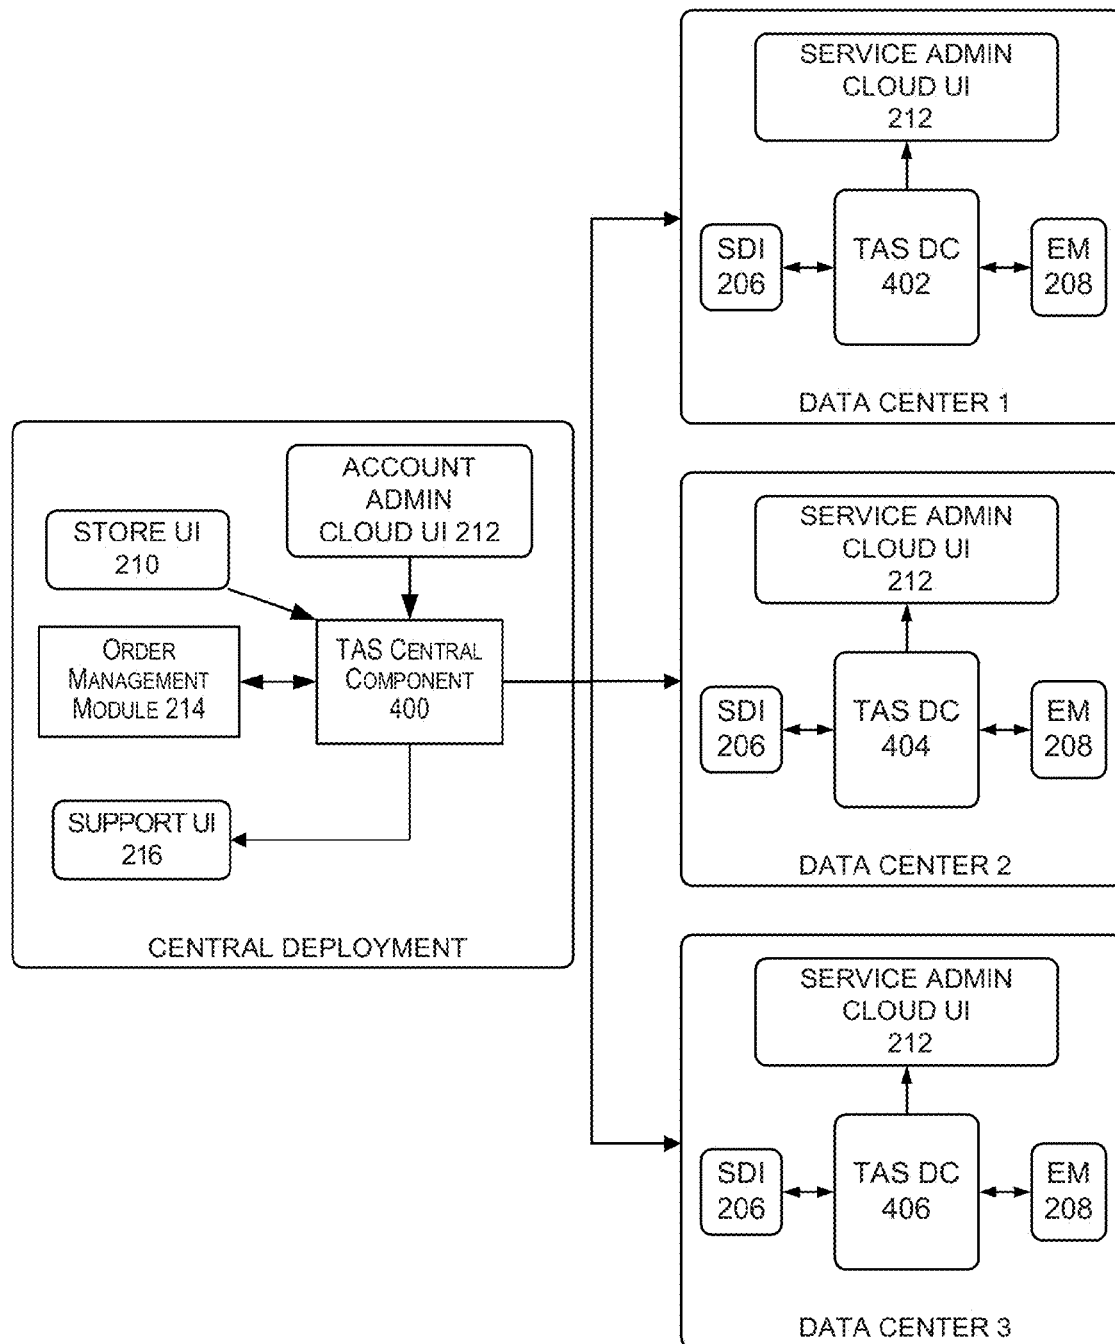 SERVICE ADMIN
CLOUD UI
212
SDI
206
TAS DC
402
EM
208
DATA CENTER 1
ACCOUNT
ADMIN
CLOUD UI 212
STORE UI
210
ORDER
MANAGEMENT
MODULE 214
TAS CENTRAL
COMPONENT
400
SUPPORT UI
216
CENTRAL DEPLOYMENT
SERVICE ADMIN
CLOUD UI
212
SDI
206
TAS DC
404
EM
208
DATA CENTER 2
SERVICE ADMIN
CLOUD UI
212
SDI
206
TAS DC
406
EM
208
DATA CENTER 3